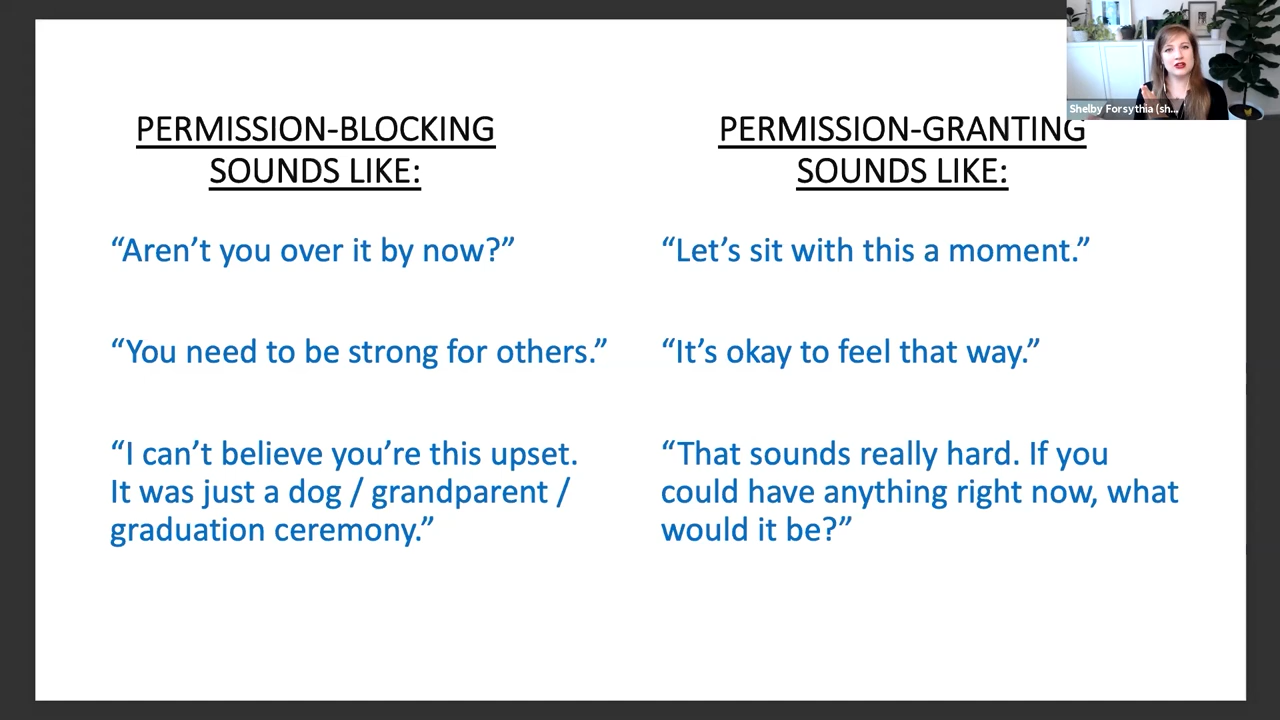 PERMISSION-BLOCKING
SOUNDS LIKE:
“Aren’t you over it by now?”
“You need to be strong for others.”
“I can’t believe you’re this upset.
It was just a dog / grandparent /
graduation ceremony.”
PERMISSION-GRANTING
SOUNDS LIKE:
“Let’s sit with this a moment.”
“It’s okay to feel that way.”
“That sounds really hard. If you
could have anything right now, what
would it be?”
Shelby Forsythia (sh...